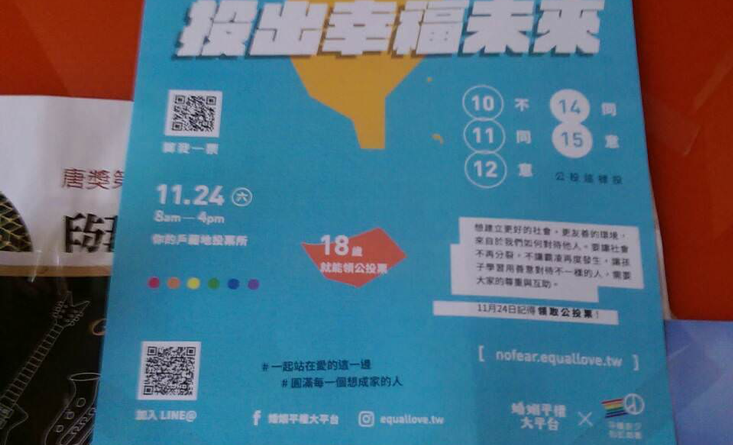 投出幸福未來
10 不 14 同
11 同 15 意
12 意 公投這樣投
唐獎第
11.24 六
8am—4pm
你的戶籍地投票所
18歲
就能領公投票
想建立更好的社會、更友善的環境，
來自於我們如何對待他人。要讓社會
不再分裂，不讓霸凌再度發生，讓孩
子學習用善意對待不一樣的人，需要
大家的尊重與互助。
11月24日記得領取公投票！
[ nofear.equallove.tw ]
#一起站在愛的這一邊
#圓滿每一個想成家的人
加入 LINE@
婚姻平權大平台
equallove.tw
婚姻平權
大平台